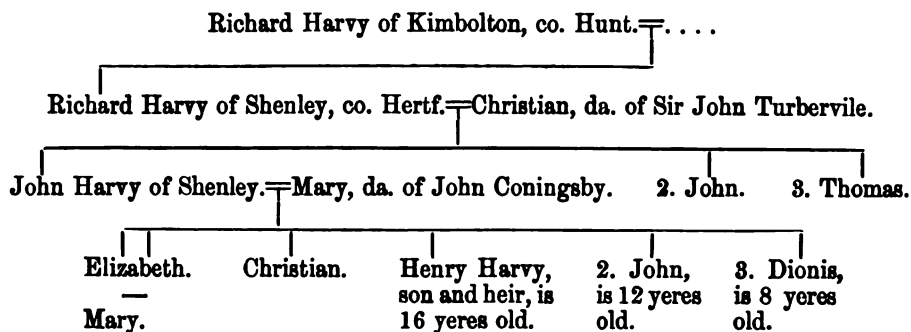 Richard Harvy of Kimbolton, co. Hunt.=. . . .
Richard Harvy of Shenley, co. Hertf.=Christian, da. of Sir John Turbervile.
John Harvy of Shenley.=Mary, da. of John Coningsby. 2. John. 3. Thomas.
Elizabeth. Christian. Henry Harvy, 2. John, 3. Dionis,
son and heir, is is 12 yeres is 8 yeres
Mary. 16 yeres old. old. old.